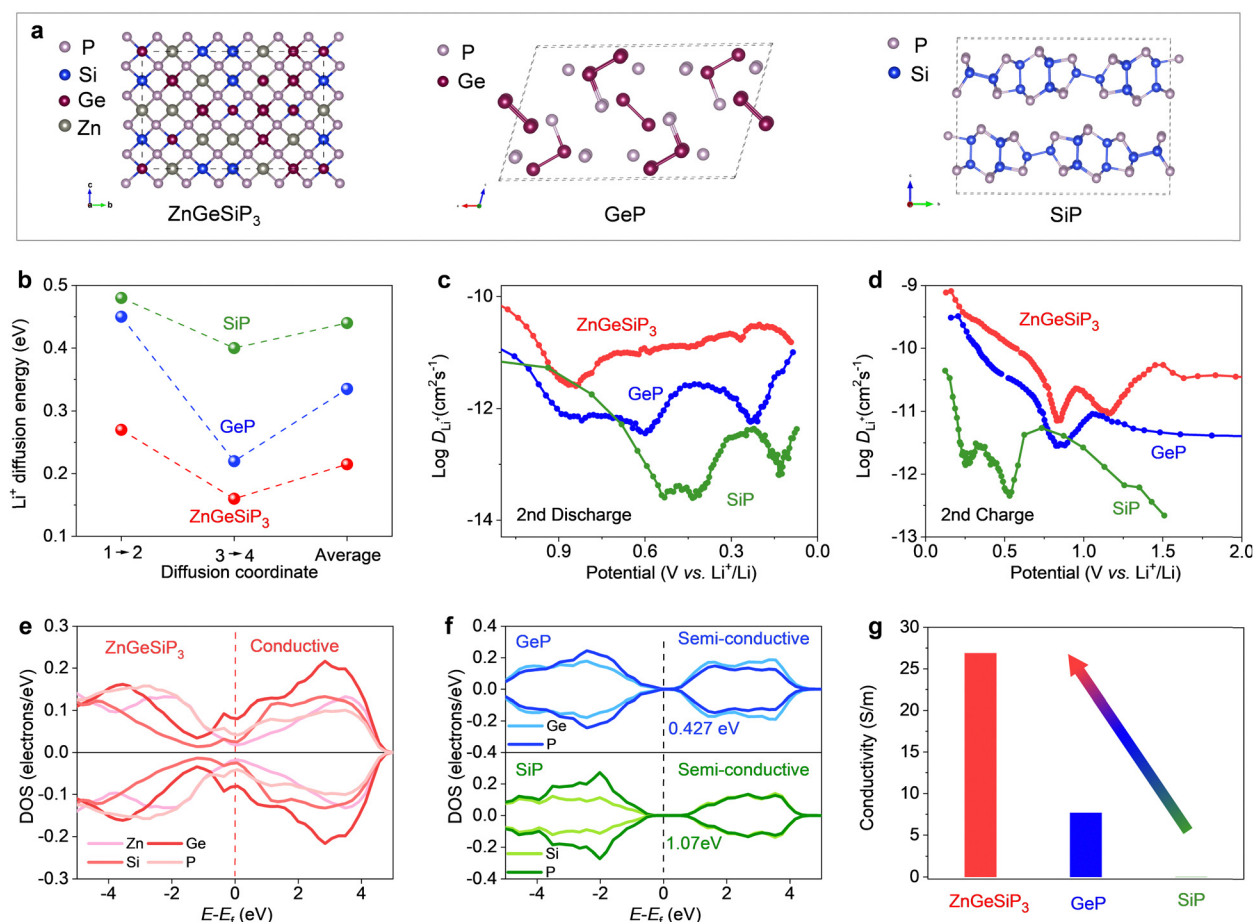 a
P
Si
Ge
Zn
c
a
b
ZnGeSiP₃
P
Ge
GeP
P
Si
SiP
b
Li⁺ diffusion energy (eV)
0.5
0.4
0.3
0.2
0.1
SiP
GeP
ZnGeSiP₃
1→2
3→4
Average
Diffusion coordinate
c
Log D_Li⁺(cm²s⁻¹)
-10
-12
-14
ZnGeSiP₃
GeP
SiP
2nd Discharge
0.9
0.6
0.3
0.0
Potential (V vs. Li⁺/Li)
d
Log D_Li⁺(cm²s⁻¹)
-9
-10
-11
-12
-13
ZnGeSiP₃
GeP
SiP
2nd Charge
0.0
0.5
1.0
1.5
2.0
Potential (V vs. Li⁺/Li)
e
DOS (electrons/eV)
0.3
0.2
0.1
0.0
-0.1
-0.2
-0.3
ZnGeSiP₃
Conductive
Zn
Ge
Si
P
-4
-2
0
2
4
E-E_f (eV)
f
DOS (electrons/eV)
0.4
0.2
0.0
-0.2
-0.4
GeP
Semi-conductive
0.427 eV
Ge
P
0.2
0.0
-0.2
-0.4
SiP
Semi-conductive
1.07eV
Si
P
-4
-2
0
2
4
E-E_f (eV)
g
Conductivity (S/m)
30
25
20
15
10
5
0
ZnGeSiP₃
GeP
SiP